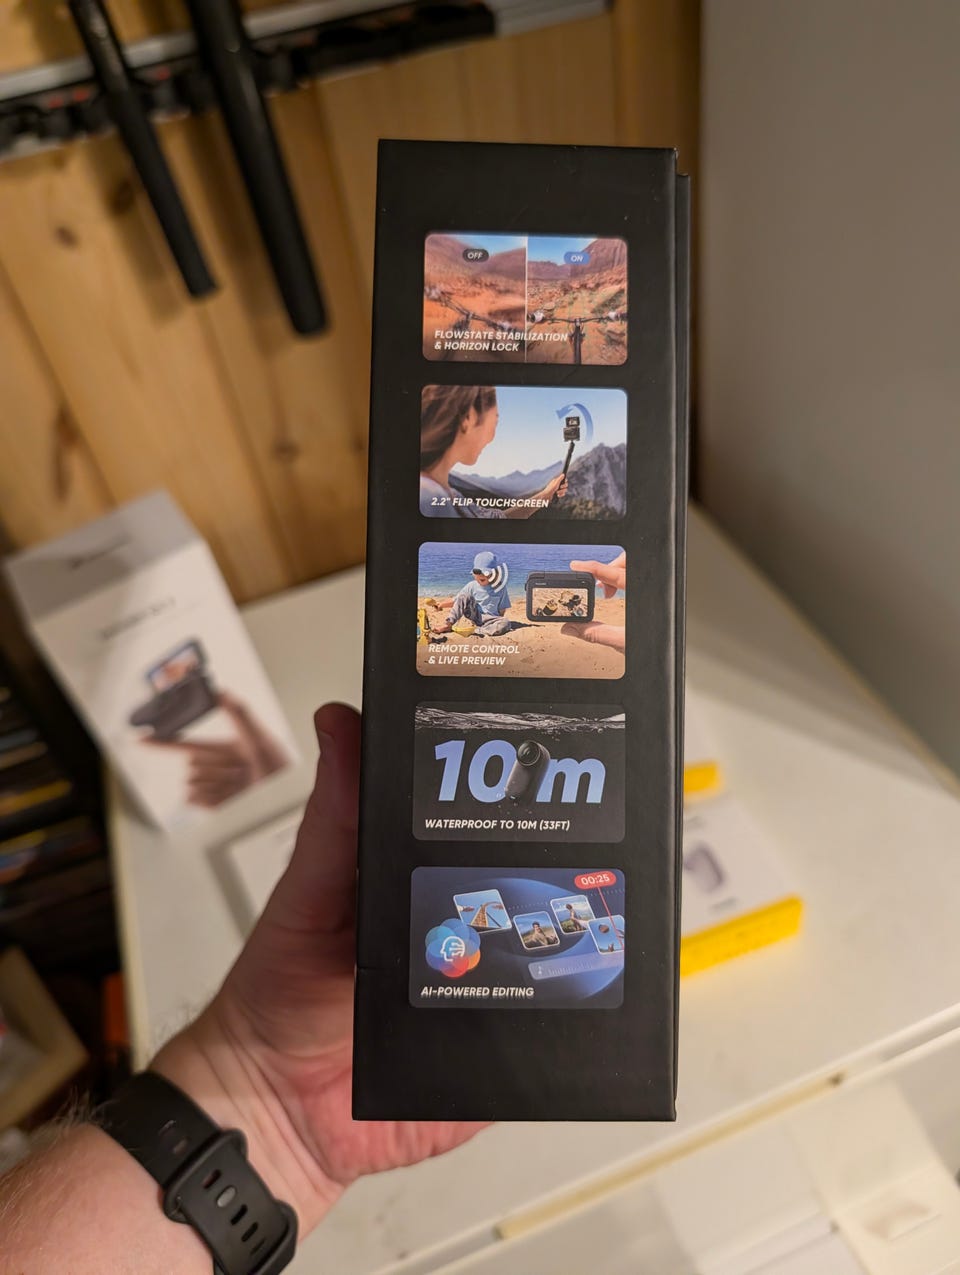 OFF
ON
FLOWSTATE STABILIZATION
& HORIZON LOCK
2.2" FLIP TOUCHSCREEN
REMOTE CONTROL
& LIVE PREVIEW
10m
WATERPROOF TO 10M (33FT)
00:25
AI-POWERED EDITING